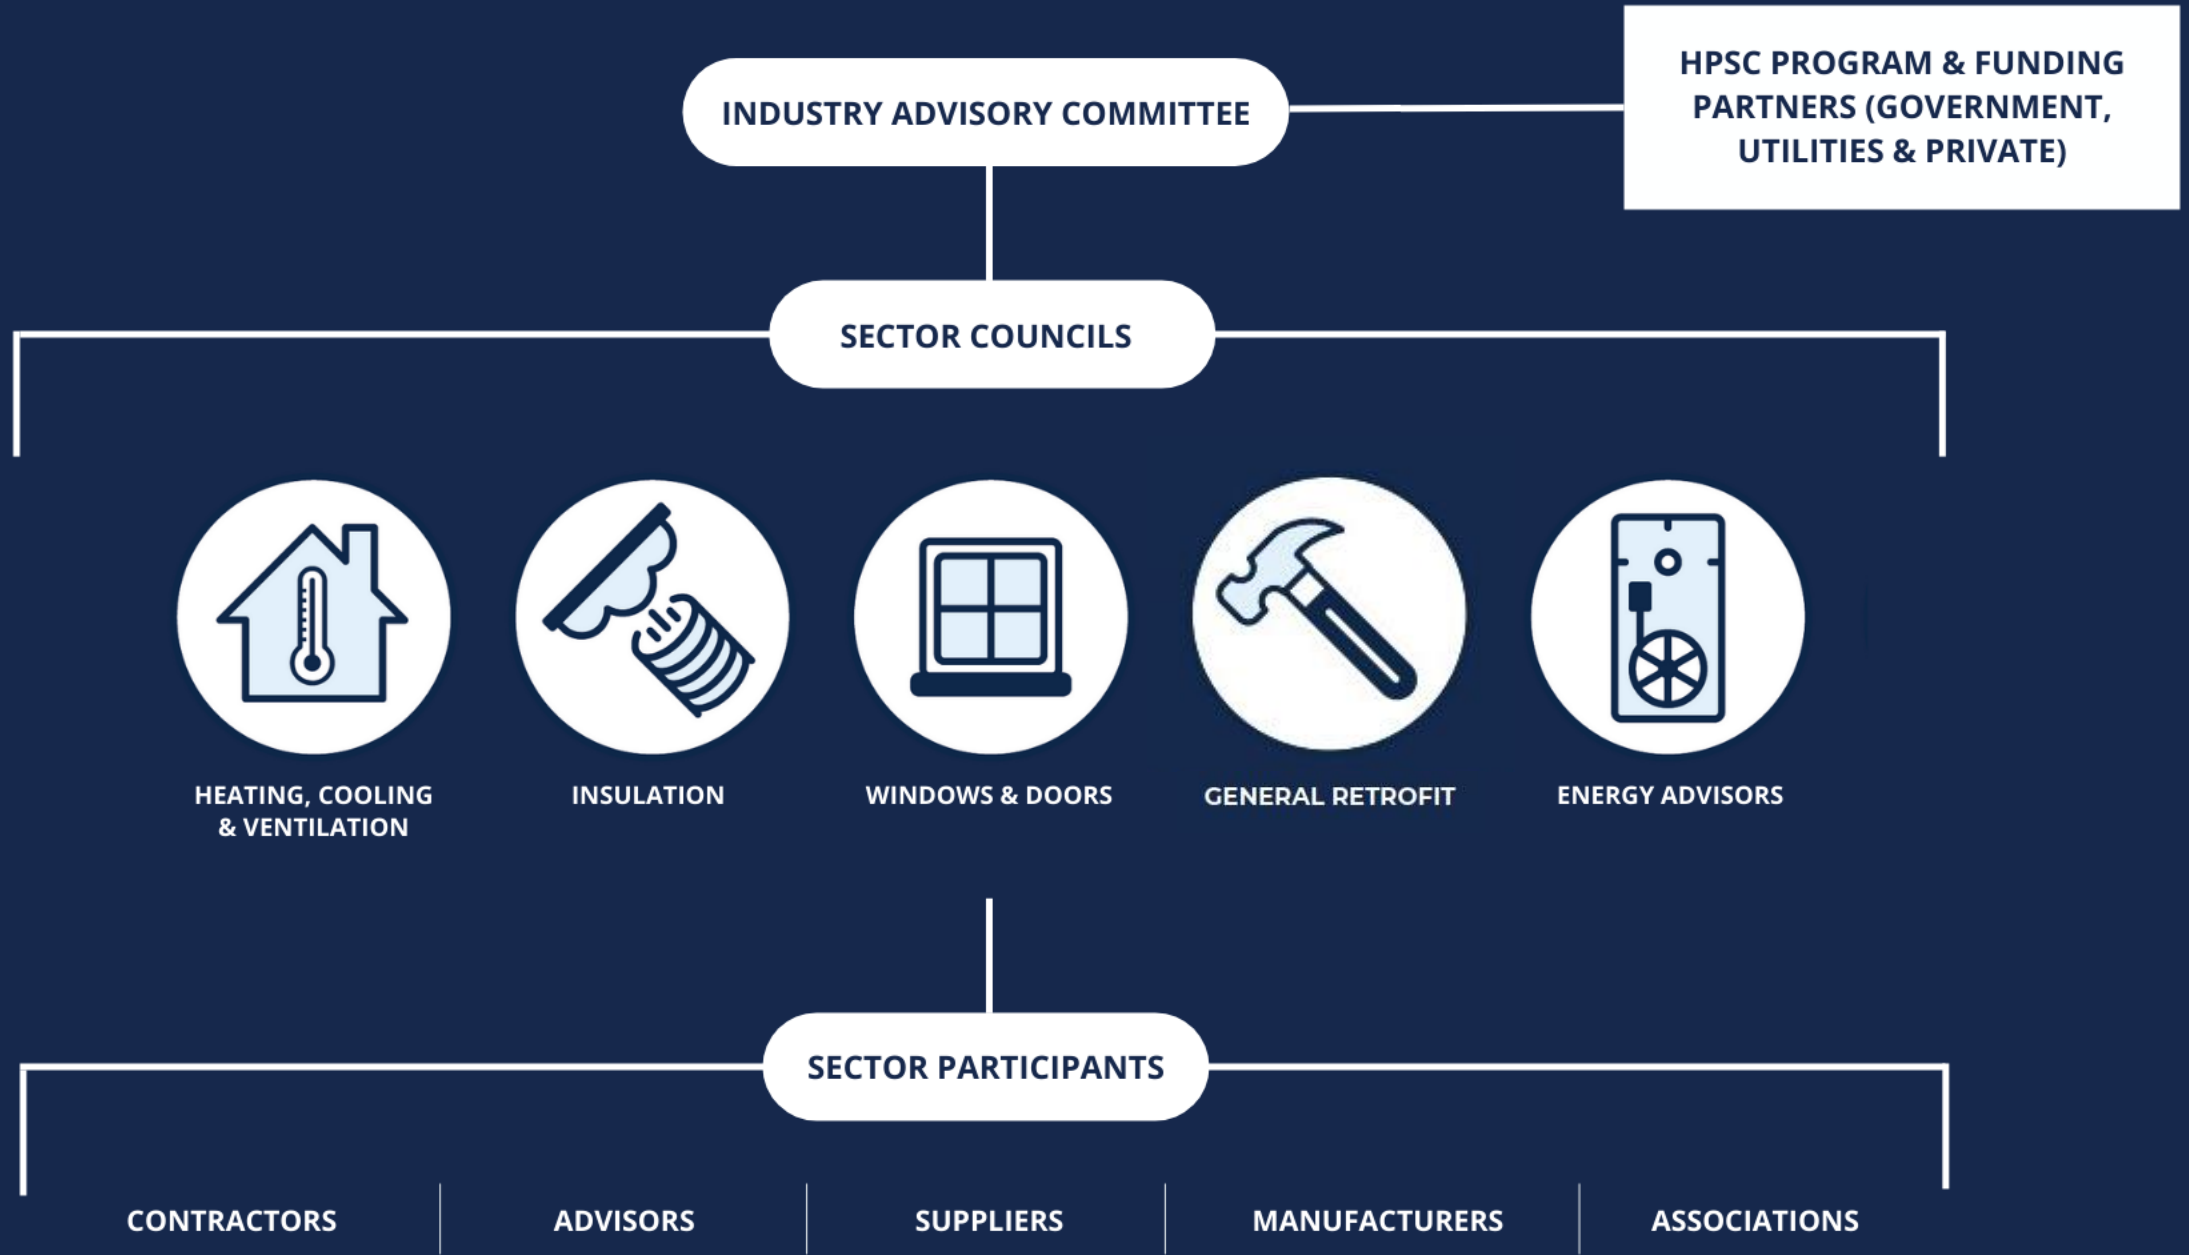 INDUSTRY ADVISORY COMMITTEE
HPSC PROGRAM & FUNDING
PARTNERS (GOVERNMENT,
UTILITIES & PRIVATE)
SECTOR COUNCILS
HEATING, COOLING
& VENTILATION
INSULATION
WINDOWS & DOORS
GENERAL RETROFIT
ENERGY ADVISORS
SECTOR PARTICIPANTS
CONTRACTORS
ADVISORS
SUPPLIERS
MANUFACTURERS
ASSOCIATIONS